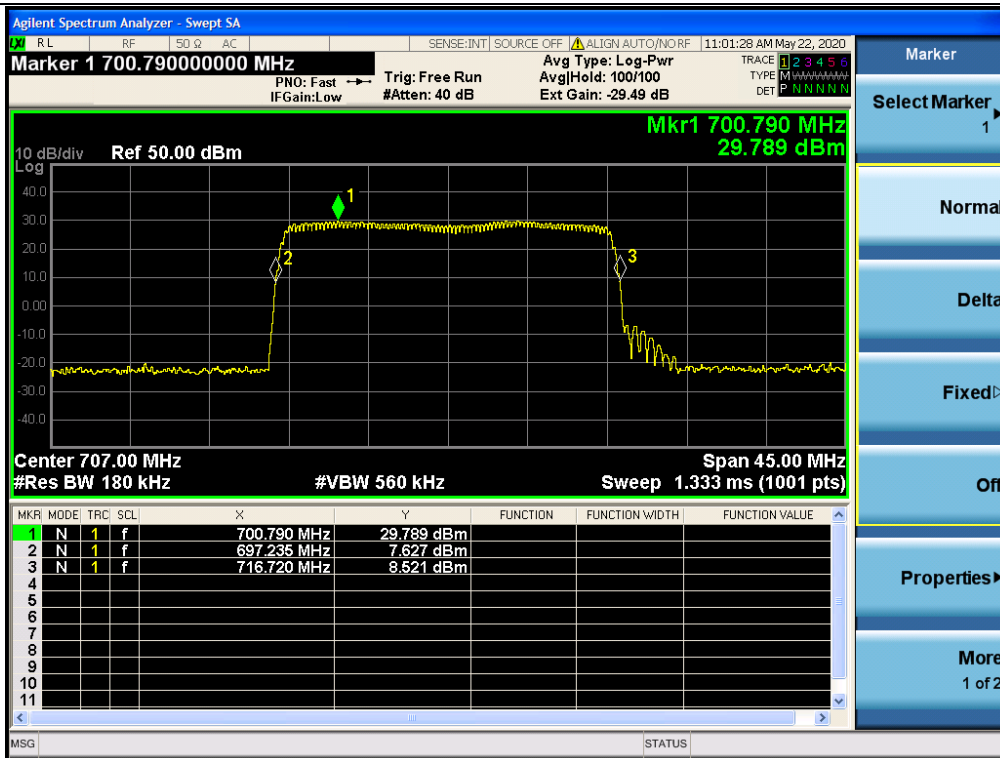 Agilent Spectrum Analyzer - Swept SA
LXI RL RF 50 Ω AC SENSE:INT SOURCE OFF ALIGN AUTO/NO RF 11:01:28 AM May 22, 2020
Marker 1 700.790000000 MHz
PNO: Fast
IFGain:Low
Trig: Free Run
#Atten: 40 dB
Avg Type: Log-Pwr
Avg|Hold: 100/100
Ext Gain: -29.49 dB
TRACE 1 2 3 4 5 6
TYPE M
DET P N N N N N
Mkr1 700.790 MHz
29.789 dBm
10 dB/div Ref 50.00 dBm
Log
40.0
30.0
20.0
10.0
0.00
-10.0
-20.0
-30.0
-40.0
1
2
3
Center 707.00 MHz Span 45.00 MHz
#Res BW 180 kHz #VBW 560 kHz Sweep 1.333 ms (1001 pts)
MKR MODE TRC SCL X Y FUNCTION FUNCTION WIDTH FUNCTION VALUE
1 N 1 f 700.790 MHz 29.789 dBm
2 N 1 f 697.235 MHz 7.627 dBm
3 N 1 f 716.720 MHz 8.521 dBm
4
5
6
7
8
9
10
11
MSG STATUS
Marker
Select Marker
1
Normal
Delta
Fixed
Off
Properties
More
1 of 2